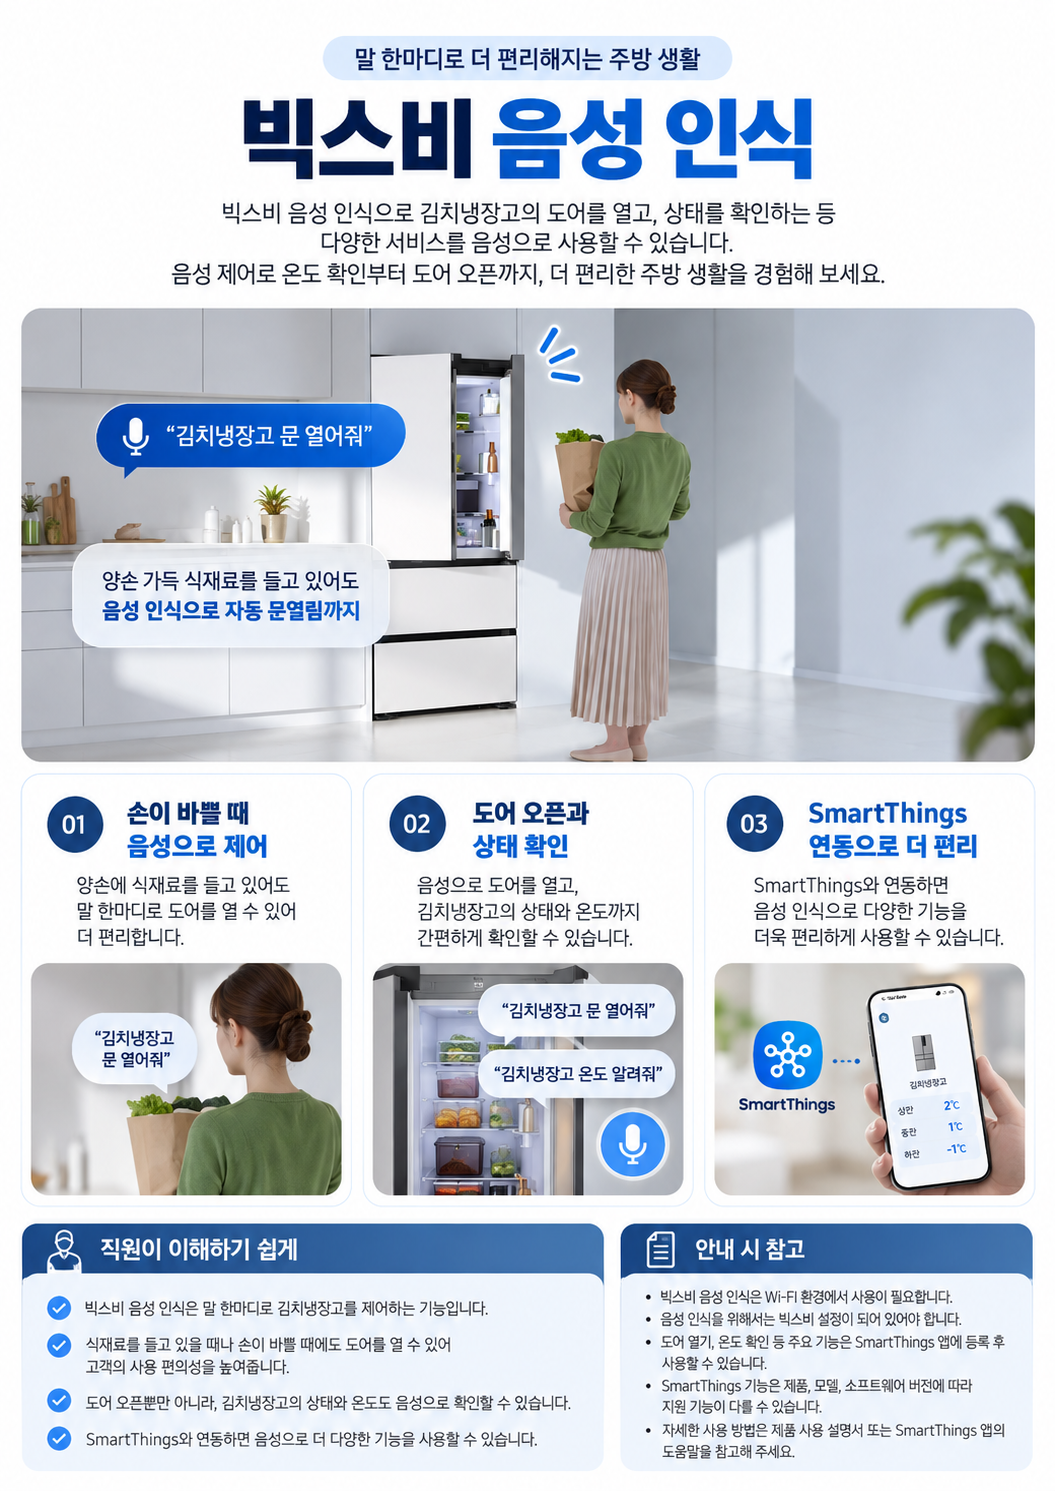 말 한마디로 더 편리해지는 주방 생활
빅스비 음성 인식
빅스비 음성 인식으로 김치냉장고의 도어를 열고, 상태를 확인하는 등
다양한 서비스를 음성으로 사용할 수 있습니다.
음성 제어로 온도 확인부터 도어 오픈까지, 더 편리한 주방 생활을 경험해 보세요.
“김치냉장고 문 열어줘”
양손 가득 식재료를 들고 있어도
음성 인식으로 자동 문열림까지
01
손이 바쁠 때
음성으로 제어
양손에 식재료를 들고 있어도
말 한마디로 도어를 열 수 있어
더 편리합니다.
“김치냉장고
문 열어줘”
02
도어 오픈과
상태 확인
음성으로 도어를 열고,
김치냉장고의 상태와 온도까지
간편하게 확인할 수 있습니다.
“김치냉장고 문 열어줘”
“김치냉장고 온도 알려줘”
03
SmartThings
연동으로 더 편리
SmartThings와 연동하면
음성 인식으로 다양한 기능을
더욱 편리하게 사용할 수 있습니다.
SmartThings
김치냉장고
상칸 2℃
중칸 1℃
하칸 -1℃
직원이 이해하기 쉽게
빅스비 음성 인식은 말 한마디로 김치냉장고를 제어하는 기능입니다.
식재료를 들고 있을 때나 손이 바쁠 때에도 도어를 열 수 있어
고객의 사용 편의성을 높여줍니다.
도어 오픈뿐만 아니라, 김치냉장고의 상태와 온도도 음성으로 확인할 수 있습니다.
SmartThings와 연동하면 음성으로 더 다양한 기능을 사용할 수 있습니다.
안내 시 참고
• 빅스비 음성 인식은 Wi-FI 환경에서 사용이 필요합니다.
• 음성 인식을 위해서는 빅스비 설정이 되어 있어야 합니다.
• 도어 열기, 온도 확인 등 주요 기능은 SmartThings 앱에 등록 후
사용할 수 있습니다.
• SmartThings 기능은 제품, 모델, 소프트웨어 버전에 따라
지원 기능이 다를 수 있습니다.
• 자세한 사용 방법은 제품 사용 설명서 또는 SmartThings 앱의
도움말을 참고해 주세요.